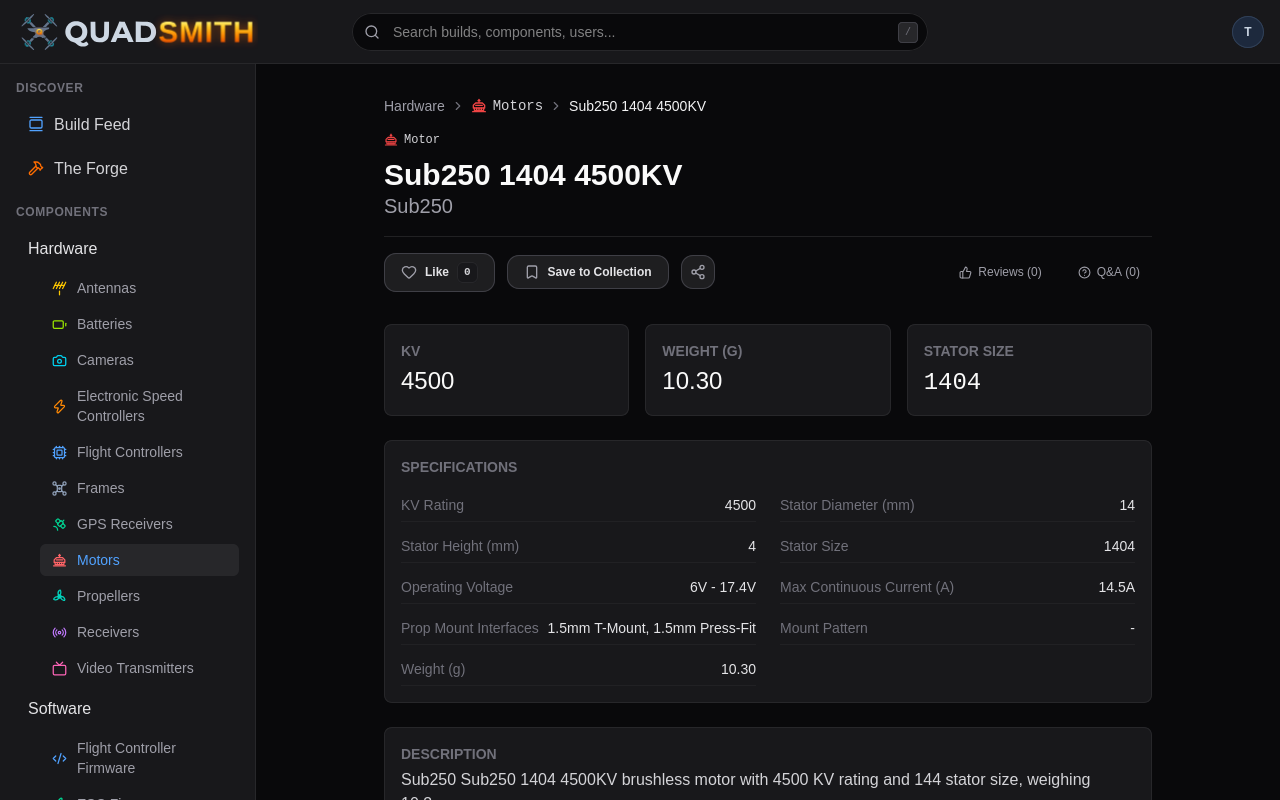 QUADSMITH
Search builds, components, users...
/
T
DISCOVER
Build Feed
The Forge
COMPONENTS
Hardware
Antennas
Batteries
Cameras
Electronic Speed
Controllers
Flight Controllers
Frames
GPS Receivers
Motors
Propellers
Receivers
Video Transmitters
Software
Flight Controller
Firmware
Hardware > Motors > Sub250 1404 4500KV
Motor
Sub250 1404 4500KV
Sub250
Like 0
Save to Collection
Reviews (0)
Q&A (0)
KV
4500
WEIGHT (G)
10.30
STATOR SIZE
1404
SPECIFICATIONS
KV Rating 4500
Stator Diameter (mm) 14
Stator Height (mm) 4
Stator Size 1404
Operating Voltage 6V - 17.4V
Max Continuous Current (A) 14.5A
Prop Mount Interfaces 1.5mm T-Mount, 1.5mm Press-Fit
Mount Pattern -
Weight (g) 10.30
DESCRIPTION
Sub250 Sub250 1404 4500KV brushless motor with 4500 KV rating and 144 stator size, weighing